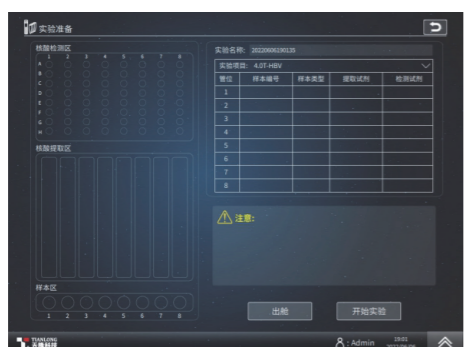 实验准备
核酸检测区
1 2 3 4 5 6 7 8
A
B
C
D
E
F
G
H
核酸提取区
样本区
1 2 3 4 5 6 7 8
实验名称: 20220606190135
实验项目: 4.0T-HBV
管位 样本编号 样本类型 提取试剂 检测试剂
1
2
3
4
5
6
7
8
注意:
出舱 开始实验
TIANLONG
天隆科技
: Admin
19:01